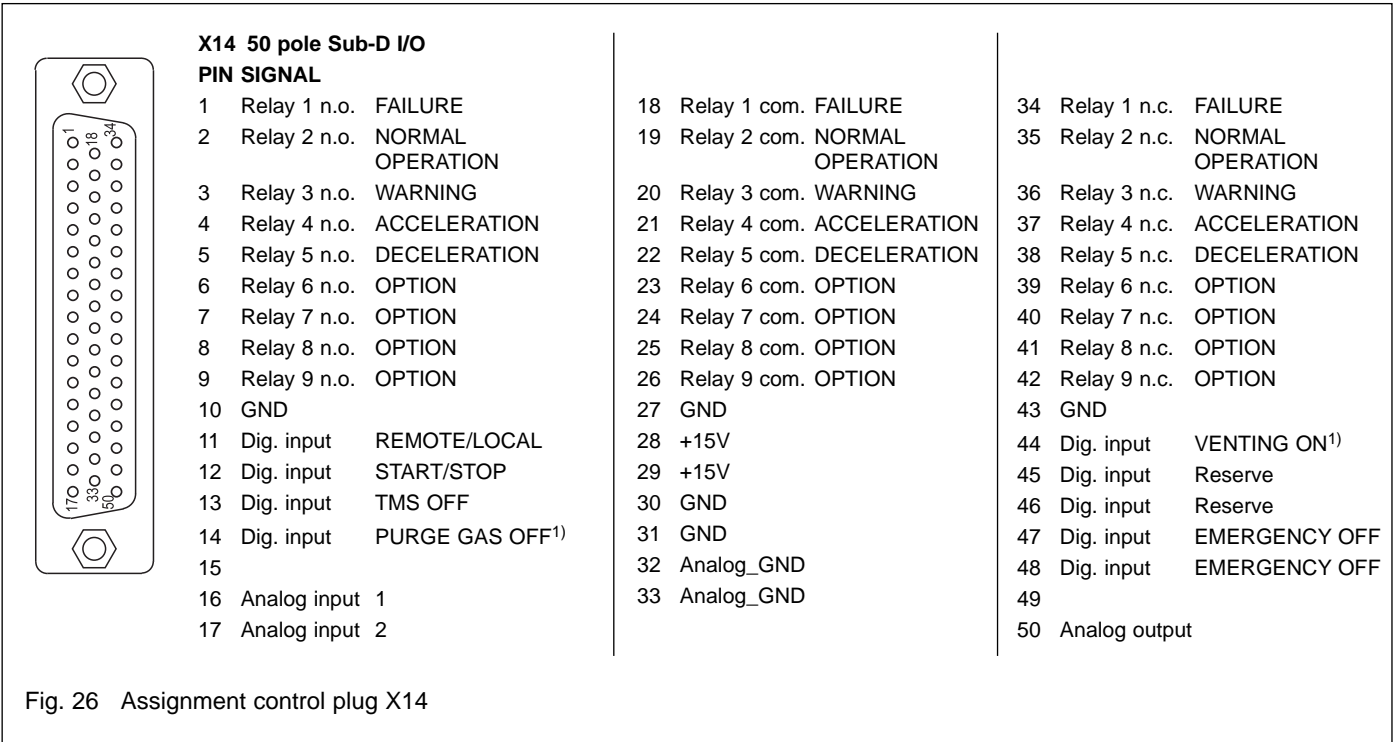 X14 50 pole Sub-D I/O
PIN SIGNAL
1 Relay 1 n.o. FAILURE
2 Relay 2 n.o. NORMAL
OPERATION
3 Relay 3 n.o. WARNING
4 Relay 4 n.o. ACCELERATION
5 Relay 5 n.o. DECELERATION
6 Relay 6 n.o. OPTION
7 Relay 7 n.o. OPTION
8 Relay 8 n.o. OPTION
9 Relay 9 n.o. OPTION
10 GND
11 Dig. input REMOTE/LOCAL
12 Dig. input START/STOP
13 Dig. input TMS OFF
14 Dig. input PURGE GAS OFF1)
15
16 Analog input 1
17 Analog input 2
18 Relay 1 com. FAILURE
19 Relay 2 com. NORMAL
OPERATION
20 Relay 3 com. WARNING
21 Relay 4 com. ACCELERATION
22 Relay 5 com. DECELERATION
23 Relay 6 com. OPTION
24 Relay 7 com. OPTION
25 Relay 8 com. OPTION
26 Relay 9 com. OPTION
27 GND
28 +15V
29 +15V
30 GND
31 GND
32 Analog_GND
33 Analog_GND
34 Relay 1 n.c. FAILURE
35 Relay 2 n.c. NORMAL
OPERATION
36 Relay 3 n.c. WARNING
37 Relay 4 n.c. ACCELERATION
38 Relay 5 n.c. DECELERATION
39 Relay 6 n.c. OPTION
40 Relay 7 n.c. OPTION
41 Relay 8 n.c. OPTION
42 Relay 9 n.c. OPTION
43 GND
44 Dig. input VENTING ON1)
45 Dig. input Reserve
46 Dig. input Reserve
47 Dig. input EMERGENCY OFF
48 Dig. input EMERGENCY OFF
49
50 Analog output
1 18 34
17 33 50
Fig. 26 Assignment control plug X14